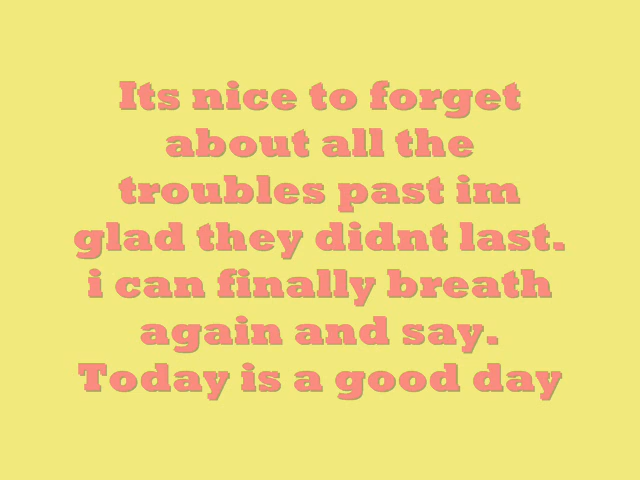 Its nice to forget
about all the
troubles past im
glad they didnt last.
i can finally breath
again and say.
Today is a good day